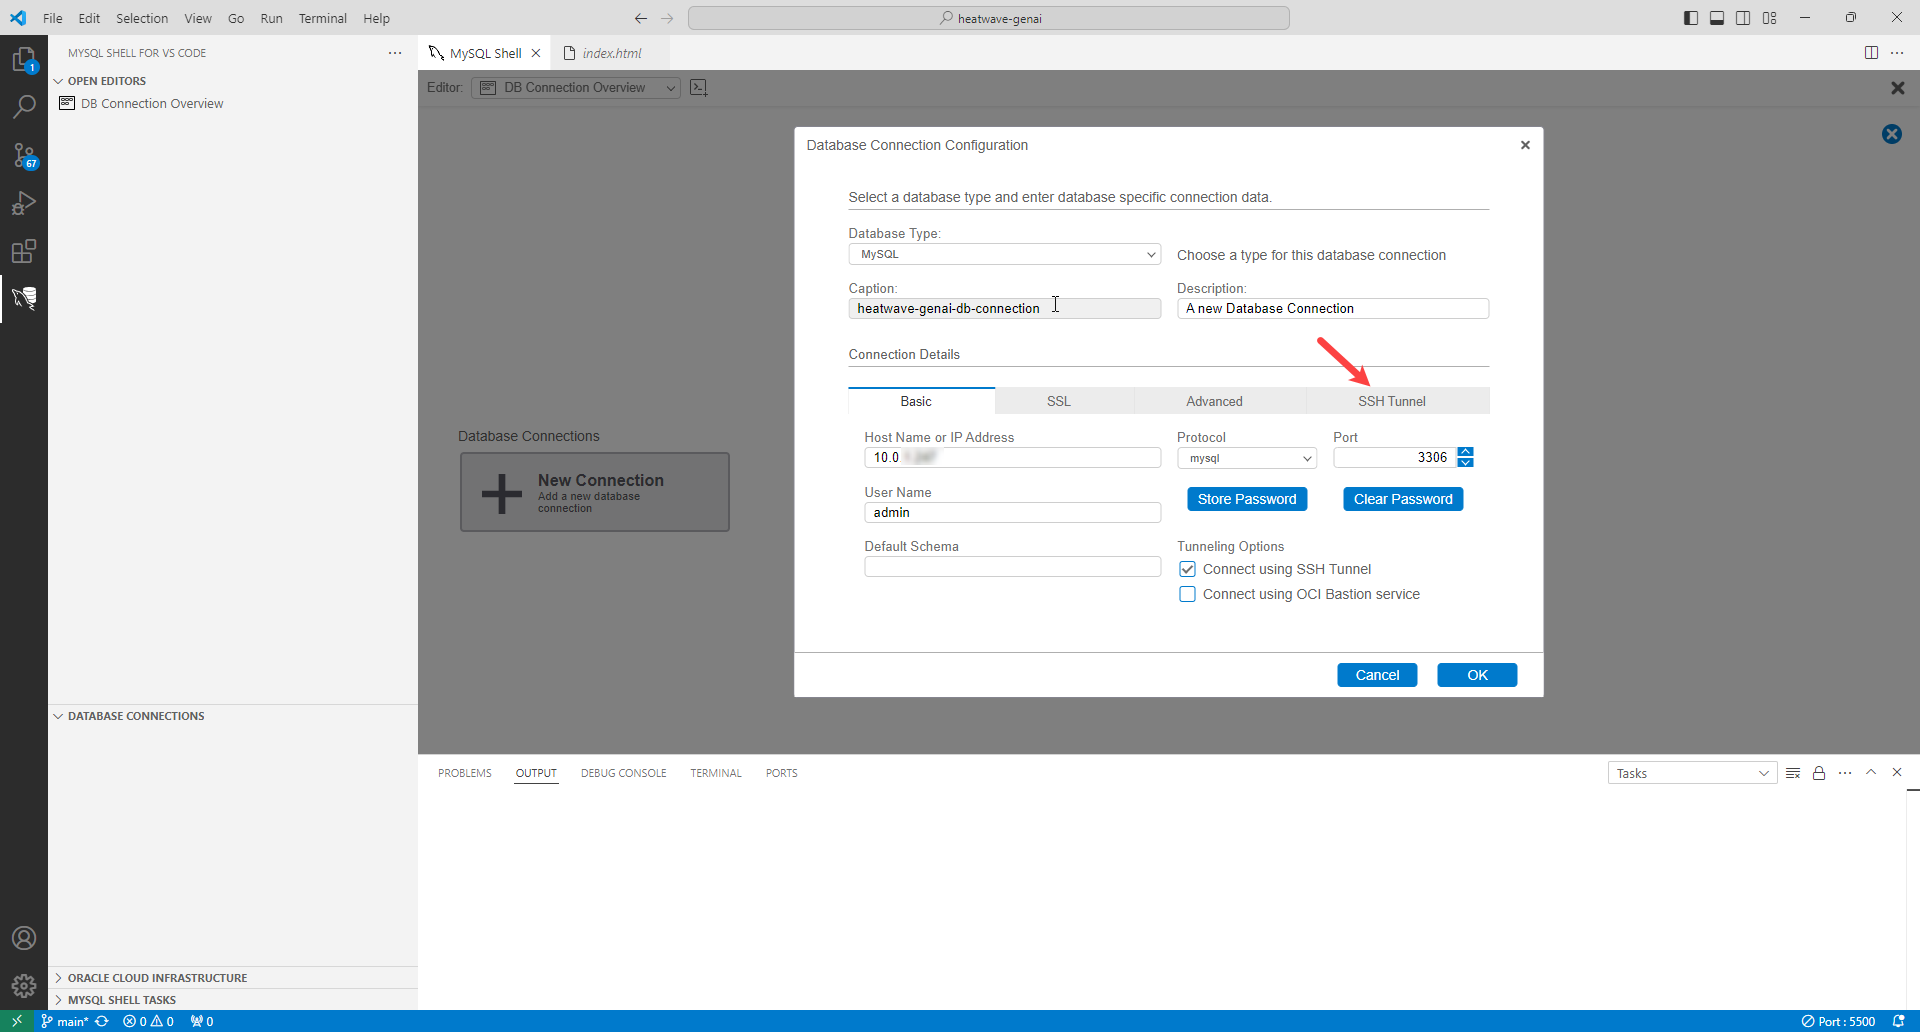 File Edit Selection View Go Run Terminal Help
heatwave-genai
MYSQL SHELL FOR VS CODE
MySQL Shell
index.html
1
OPEN EDITORS
DB Connection Overview
Editor: DB Connection Overview
67
Database Connection Configuration
Select a database type and enter database specific connection data.
Database Type:
MySQL
Choose a type for this database connection
Caption:
Description:
heatwave-genai-db-connection
A new Database Connection
Connection Details
Basic SSL Advanced SSH Tunnel
Host Name or IP Address
Protocol
Port
10.0
mysql
3306
User Name
Store Password
Clear Password
admin
Default Schema
Tunneling Options
Connect using SSH Tunnel
Connect using OCI Bastion service
Cancel
OK
Database Connections
New Connection
Add a new database
connection
DATABASE CONNECTIONS
PROBLEMS OUTPUT DEBUG CONSOLE TERMINAL PORTS
Tasks
ORACLE CLOUD INFRASTRUCTURE
MYSQL SHELL TASKS
main* 0 0 0
Port : 5500